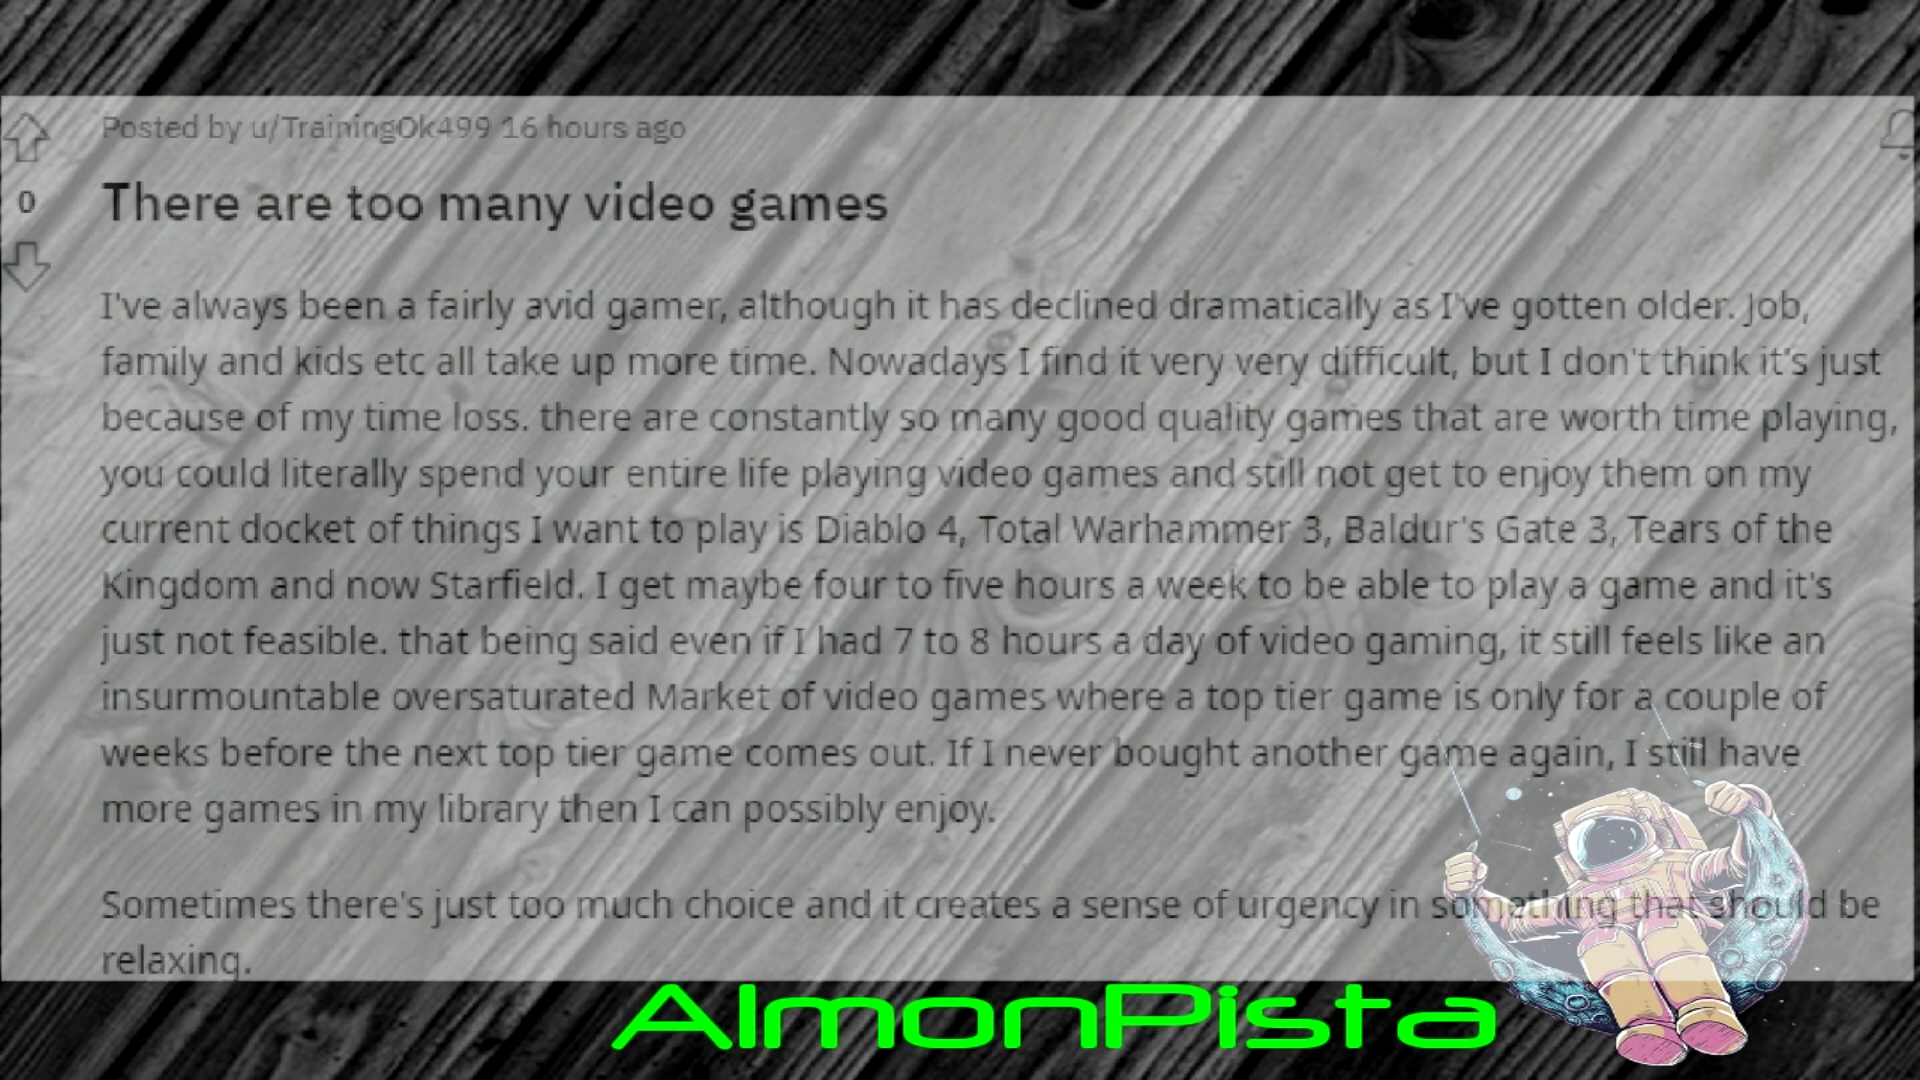 Posted by u/TrainingOk499 16 hours ago
0
There are too many video games
I've always been a fairly avid gamer, although it has declined dramatically as I've gotten older. Job,
family and kids etc all take up more time. Nowadays I find it very very difficult, but I don't think it's just
because of my time loss. there are constantly so many good quality games that are worth time playing,
you could literally spend your entire life playing video games and still not get to enjoy them on my
current docket of things I want to play is Diablo 4, Total Warhammer 3, Baldur's Gate 3, Tears of the
Kingdom and now Starfield. I get maybe four to five hours a week to be able to play a game and it's
just not feasible. that being said even if I had 7 to 8 hours a day of video gaming, it still feels like an
insurmountable oversaturated Market of video games where a top tier game is only for a couple of
weeks before the next top tier game comes out. If I never bought another game again, I still have
more games in my library then I can possibly enjoy.
Sometimes there's just too much choice and it creates a sense of urgency in something that should be
relaxing.
AlmonPista